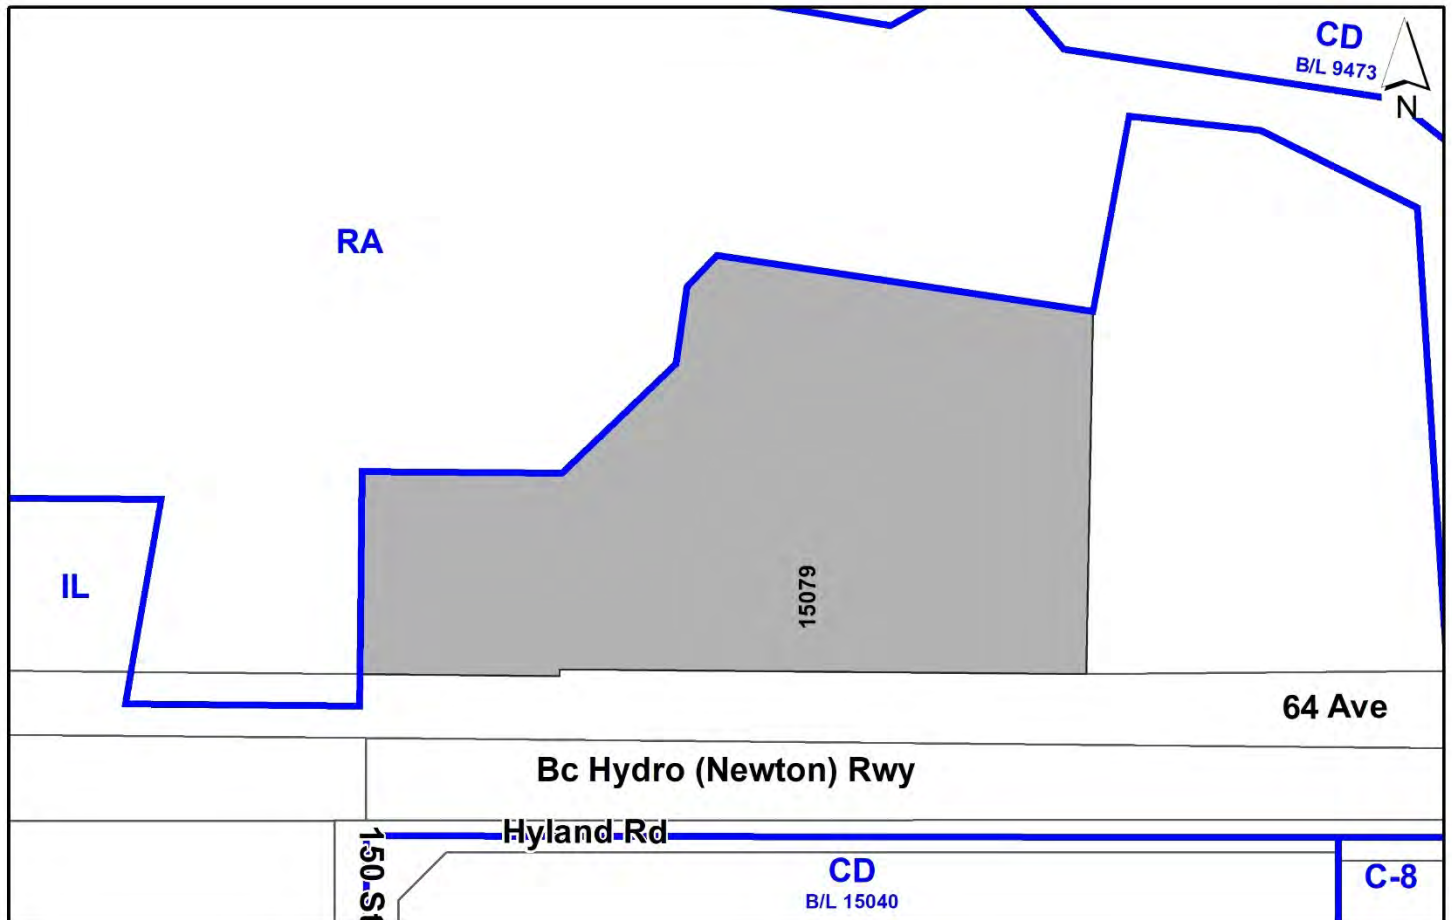 CD
B/L 9473
N
RA
IL
15079
64 Ave
Bc Hydro (Newton) Rwy
Hyland Rd
150 St
CD
B/L 15040
C-8